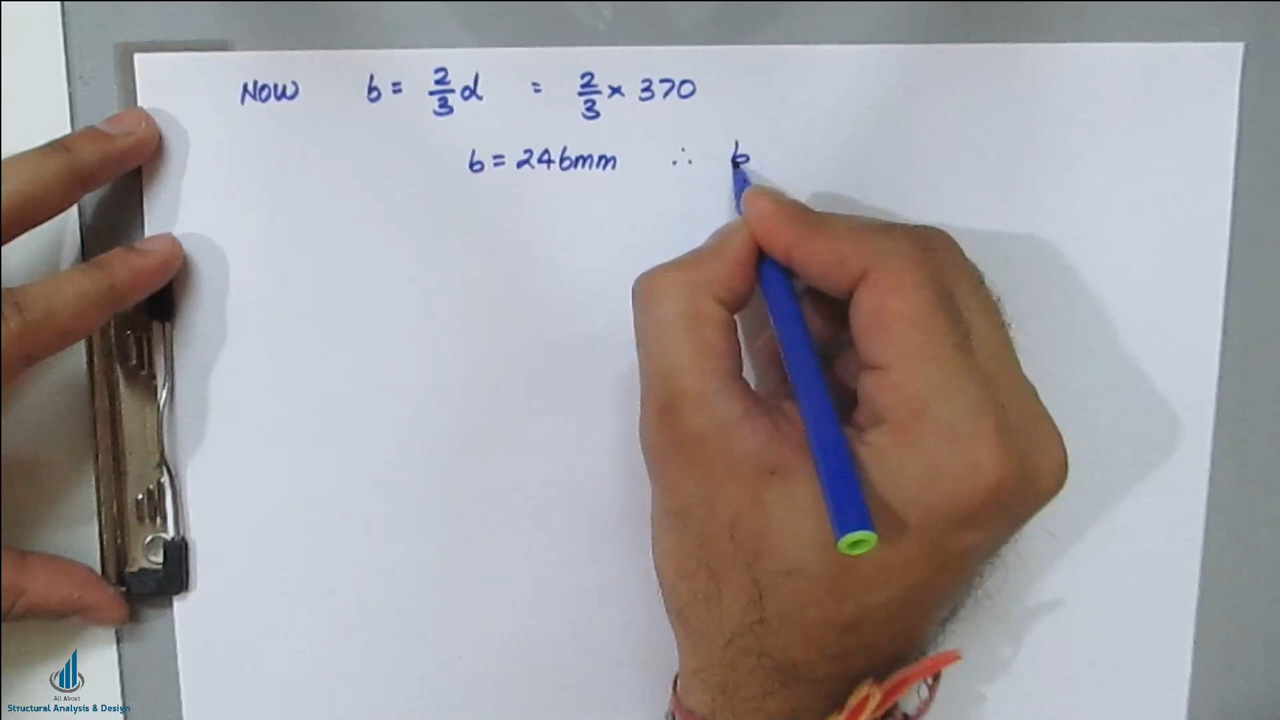 NOW b = 2/3 d = 2/3 × 370
b = 246mm ∴ b
All About
Structural Analysis & Design